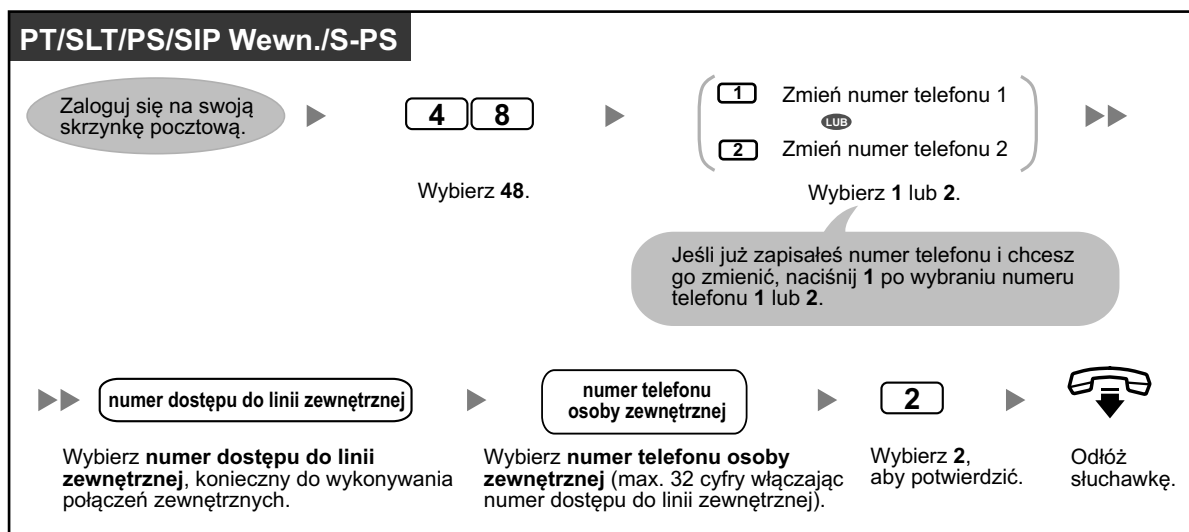 PT/SLT/PS/SIP Wewn./S-PS
Zaloguj się na swoją
skrzynkę pocztową.
4 8
Wybierz 48.
1 Zmień numer telefonu 1
LUB
2 Zmień numer telefonu 2
Wybierz 1 lub 2.
Jeśli już zapisałeś numer telefonu i chcesz
go zmienić, naciśnij 1 po wybraniu numeru
telefonu 1 lub 2.
numer dostępu do linii zewnętrznej
Wybierz numer dostępu do linii
zewnętrznej, konieczny do wykonywania
połączeń zewnętrznych.
numer telefonu
osoby zewnętrznej
Wybierz numer telefonu osoby
zewnętrznej (max. 32 cyfry włączając
numer dostępu do linii zewnętrznej).
2
Wybierz 2,
aby potwierdzić.
Odłóż
słuchawkę.